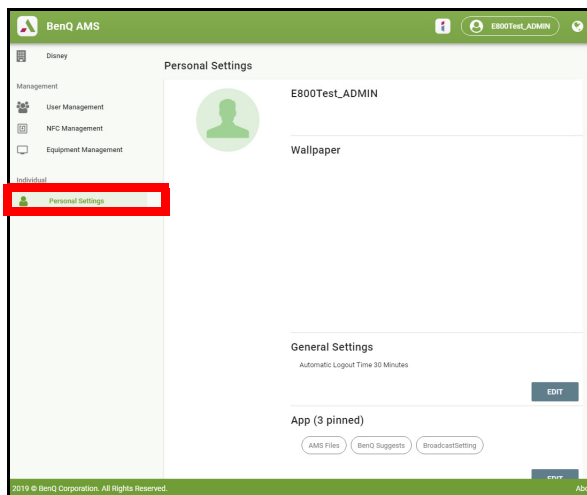 BenQ AMS
E800Test_ADMIN
Disney
Personal Settings
Management
User Management
NFC Management
Equipment Management
Individual
Personal Settings
E800Test_ADMIN
Wallpaper
General Settings
Automatic Logout Time 30 Minutes
EDIT
App (3 pinned)
AMS Files BenQ Suggests BroadcastSetting
EDIT
2019 © BenQ Corporation. All Rights Reserved.
Abo